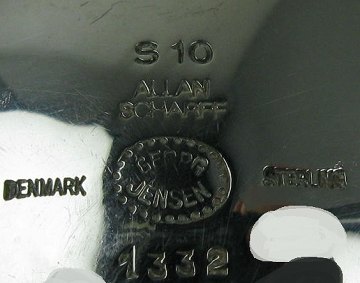 S 10
ALLAN
SCHARFF
GEORG
JENSEN
DENMARK
STERLING
1332